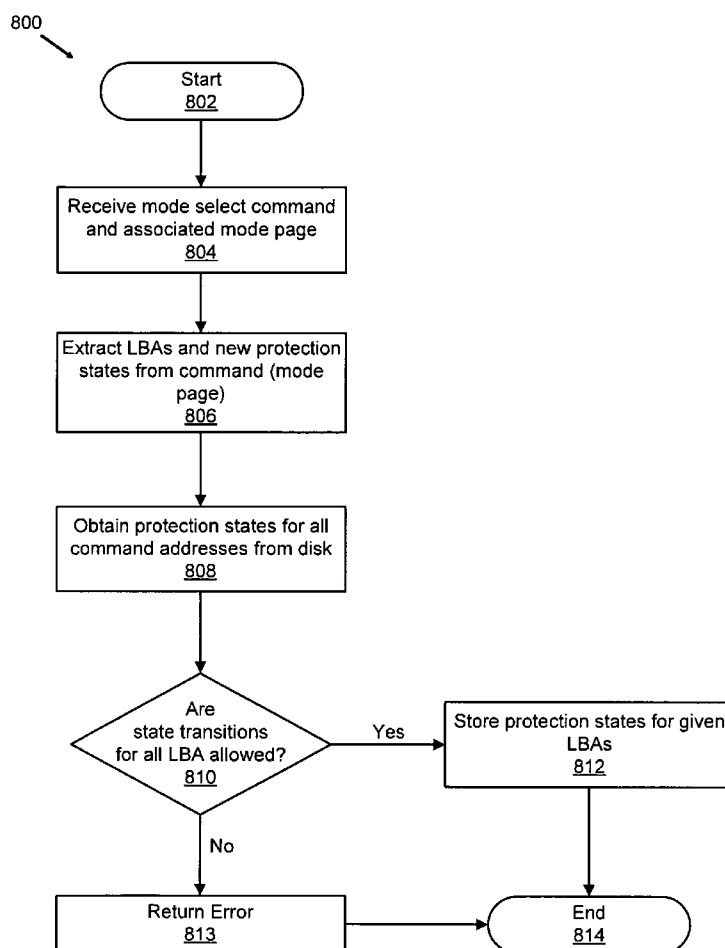 800
Start
802
Receive mode select command
and associated mode page
804
Extract LBAs and new protection
states from command (mode
page)
806
Obtain protection states for all
command addresses from disk
808
Are
state transitions
for all LBA allowed?
810
Yes
Store protection states for given
LBAs
812
No
Return Error
813
End
814